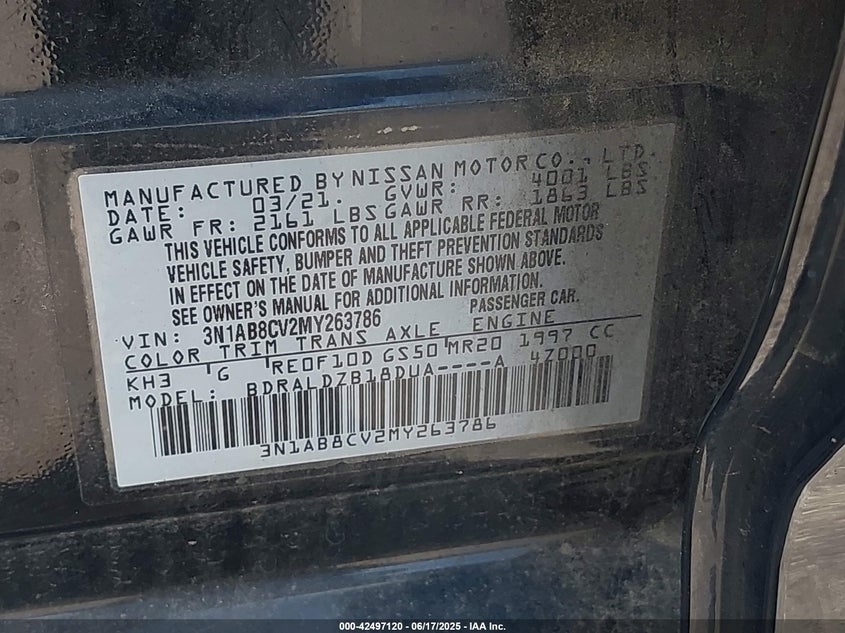 MANUFACTURED BY NISSAN MOTOR CO., LTD.
DATE: 03/21. GVWR: 4001 LBS
GAWR FR: 2161 LBS GAWR RR: 1863 LBS
THIS VEHICLE CONFORMS TO ALL APPLICABLE FEDERAL MOTOR
VEHICLE SAFETY, BUMPER AND THEFT PREVENTION STANDARDS
IN EFFECT ON THE DATE OF MANUFACTURE SHOWN ABOVE.
SEE OWNER'S MANUAL FOR ADDITIONAL INFORMATION.
VIN: 3N1AB8CV2MY263786 PASSENGER CAR.
COLOR TRIM TRANS AXLE ENGINE
KH3 G RE0F10D GS50 MR20 1997 CC
MODEL: BDRALDZB18DUA----A 4Z000
3N1AB8CV2MY263786
000-42497120 | 06/17/2025 - IAA Inc.